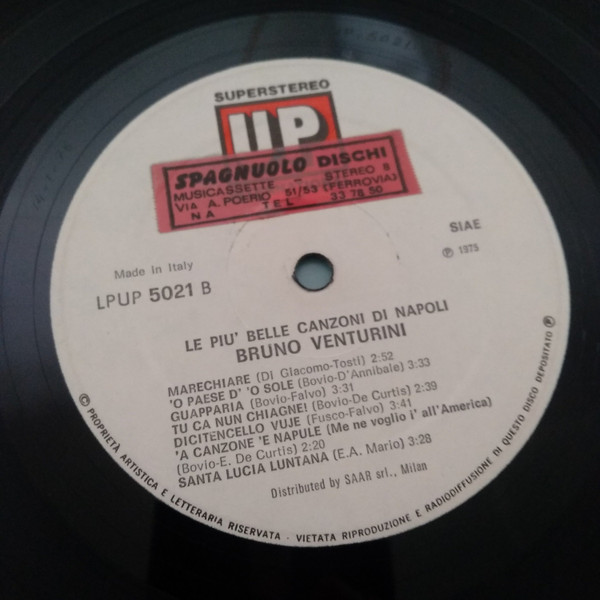 SUPERSTEREO
UP
SPAGNUOLO DISCHI
MUSICASSETTE - STEREO 8
VIA A. POERIO 51/53 (FERROVIA)
NA TEL 33 78 50
SIAE
℗ 1975
Made in Italy
LPUP 5021 B
LE PIU' BELLE CANZONI DI NAPOLI
BRUNO VENTURINI
MARECHIARE (Di Giacomo-Tosti) 2:52
'O PAESE D' 'O SOLE (Bovio-D'Annibale) 3:33
GUAPPARIA (Bovio-Falvo) 3:31
TU CA NUN CHIAGNE! (Bovio-De Curtis) 2:39
DICITENCELLO VUJE (Fusco-Falvo) 3:41
'A CANZONE 'E NAPULE (Me ne voglio i' all'America)
(Bovio-E. De Curtis) 2:20
SANTA LUCIA LUNTANA (E.A. Mario) 3:28
Distributed by SAAR srl., Milan
© PROPRIETÀ ARTISTICA E LETTERARIA RISERVATA · VIETATA RIPRODUZIONE E RADIODIFFUSIONE DI QUESTO DISCO DEPOSITATO ℗